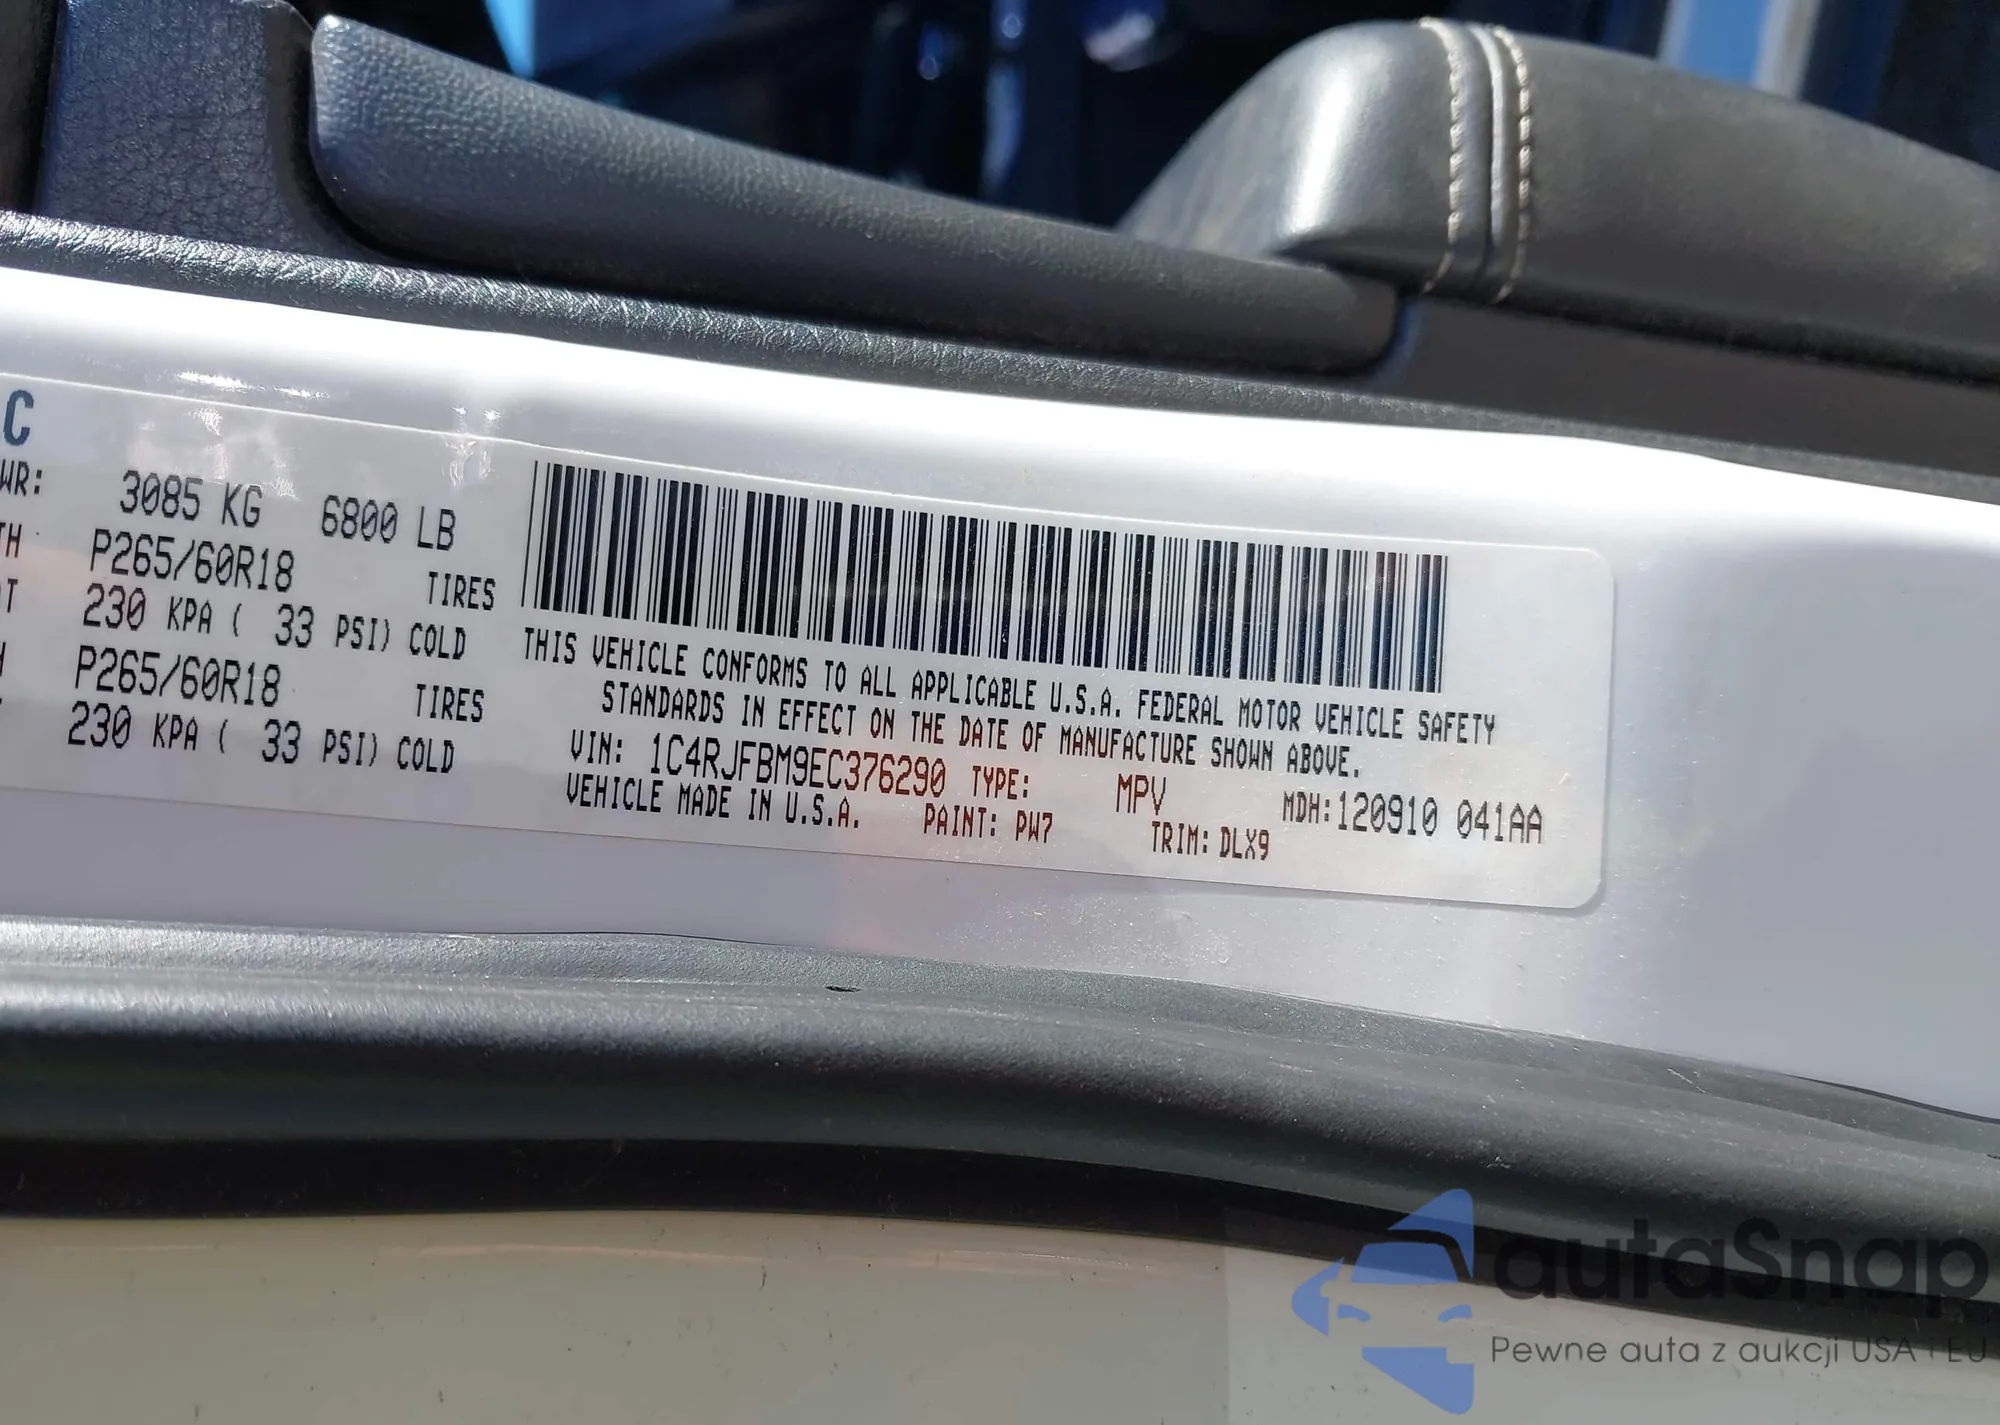 C
WR: 3085 KG 6800 LB
TH P265/60R18 TIRES
OT 230 KPA ( 33 PSI) COLD
H P265/60R18 TIRES
230 KPA ( 33 PSI) COLD
THIS VEHICLE CONFORMS TO ALL APPLICABLE U.S.A. FEDERAL MOTOR VEHICLE SAFETY
STANDARDS IN EFFECT ON THE DATE OF MANUFACTURE SHOWN ABOVE.
VIN: 1C4RJFBM9EC376290 TYPE: MPV MDH:120910 041AA
VEHICLE MADE IN U.S.A. PAINT: PW7 TRIM: DLX9
autaSnap
Pewne auta z aukcji USA i EU